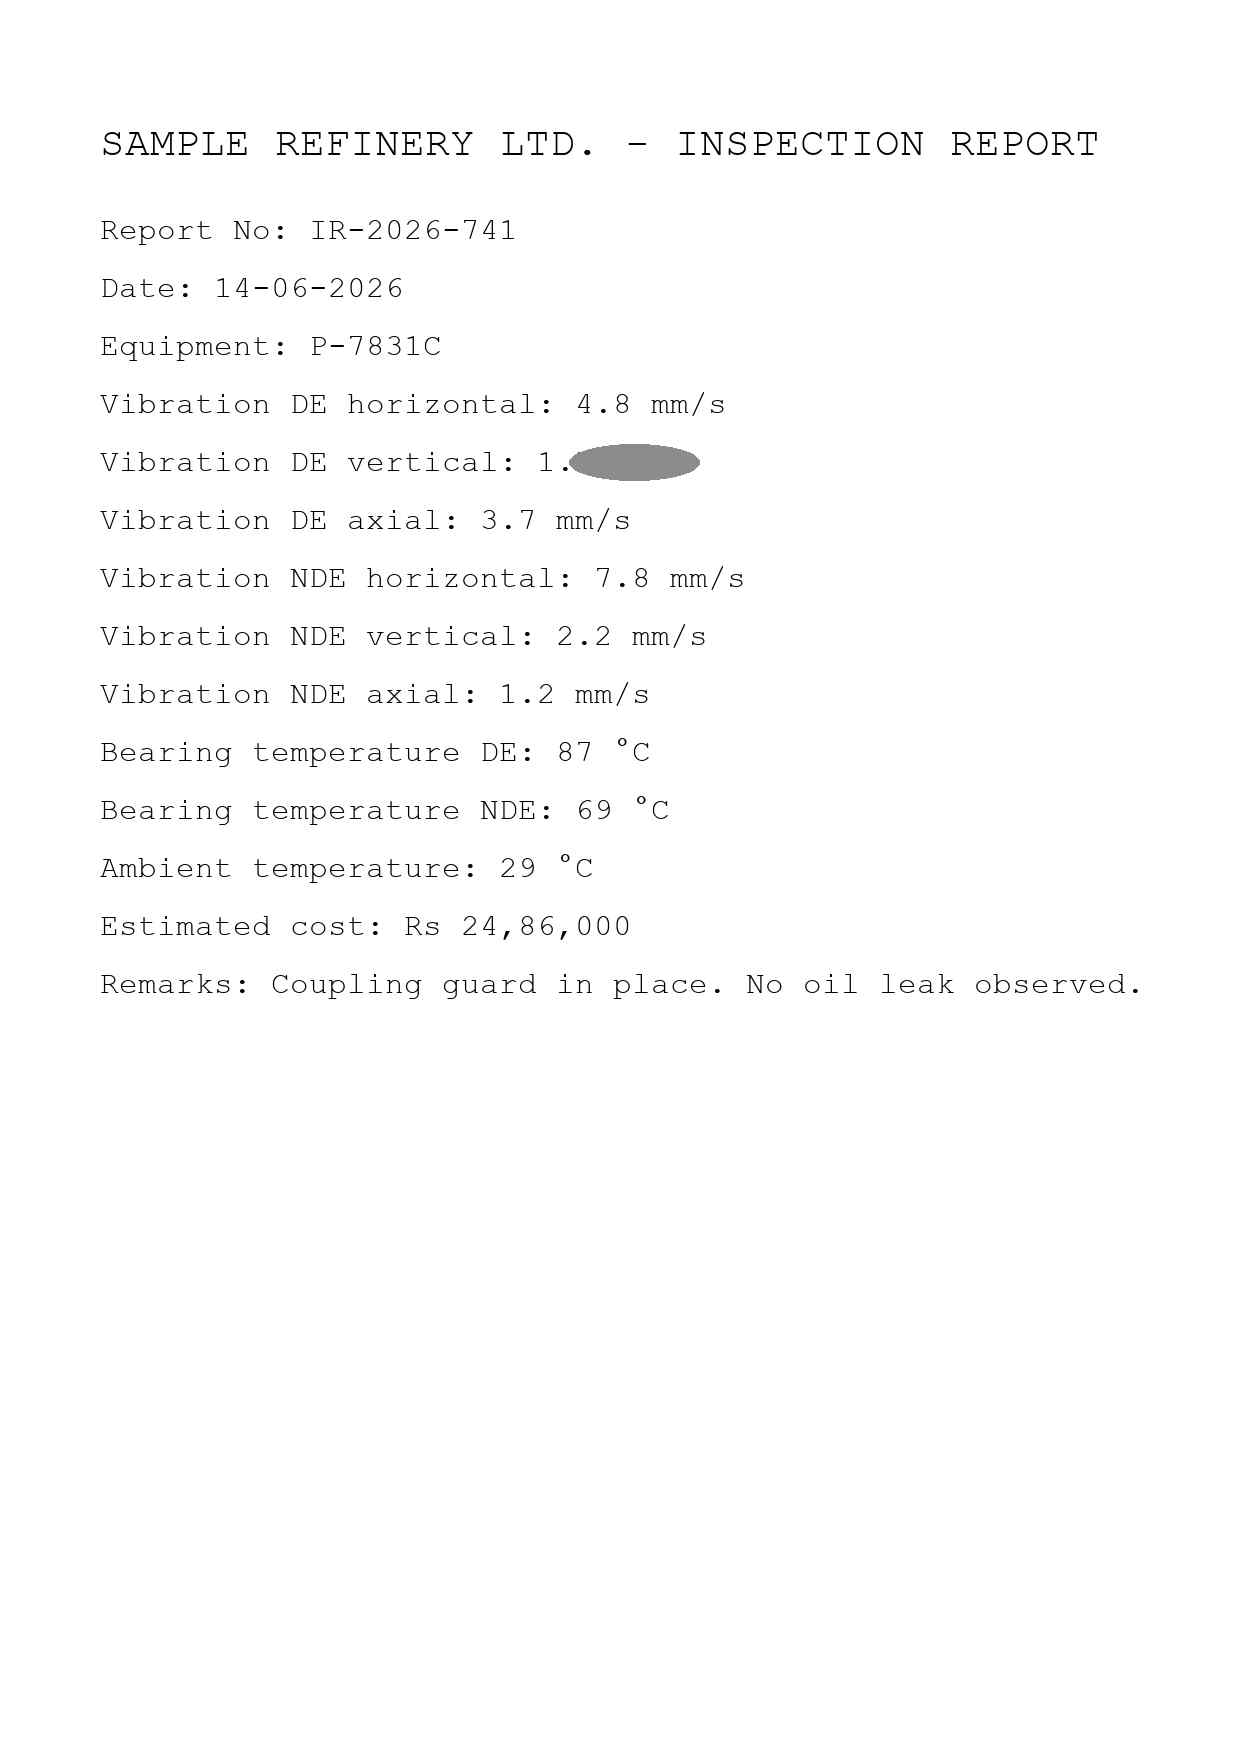 SAMPLE REFINERY LTD. - INSPECTION REPORT
Report No: IR-2026-741
Date: 14-06-2026
Equipment: P-7831C
Vibration DE horizontal: 4.8 mm/s
Vibration DE vertical:
Vibration DE axial: 3.7 mm/s
Vibration NDE horizontal: 7.8 mm/s
Vibration NDE vertical: 2.2 mm/s
Vibration NDE axial: 1.2 mm/s
Bearing temperature DE: 87 °C
Bearing temperature NDE: 69 °C
Ambient temperature: 29 °C
Estimated cost: Rs 24,86,000
Remarks: Coupling guard in place. No oil leak observed.